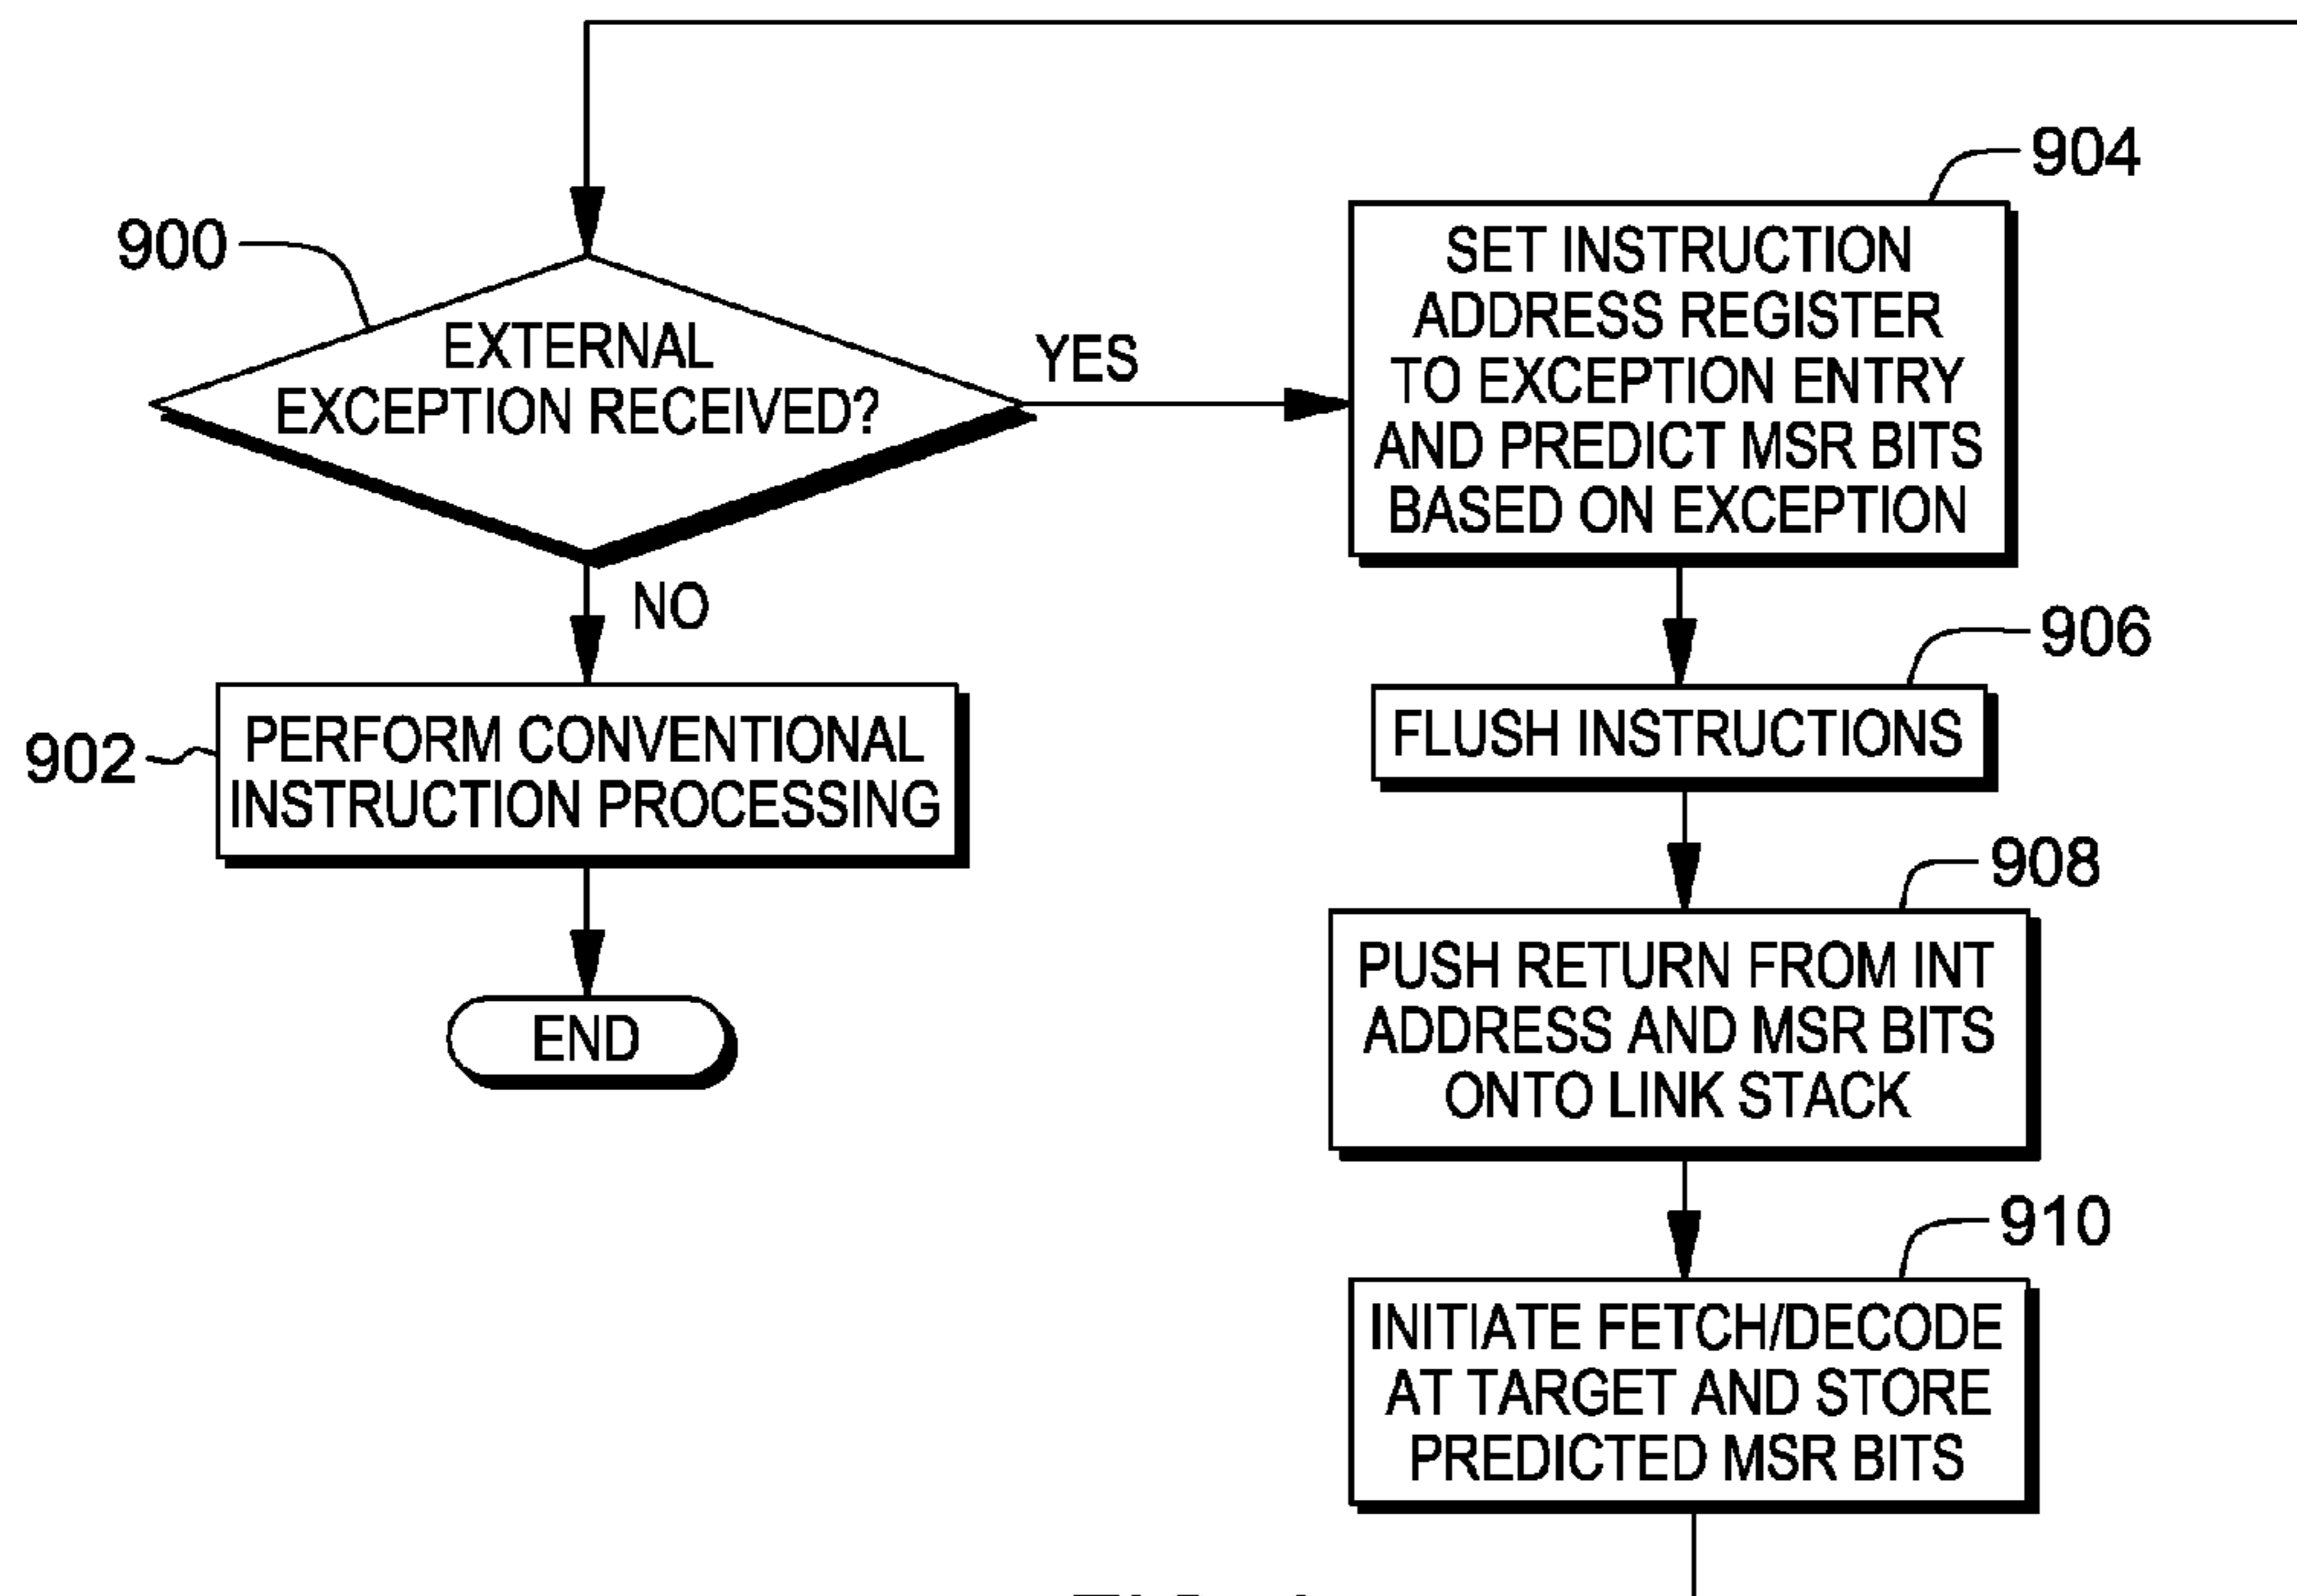 900
EXTERNAL
EXCEPTION RECEIVED?
YES
NO
902
PERFORM CONVENTIONAL
INSTRUCTION PROCESSING
END
904
SET INSTRUCTION
ADDRESS REGISTER
TO EXCEPTION ENTRY
AND PREDICT MSR BITS
BASED ON EXCEPTION
906
FLUSH INSTRUCTIONS
908
PUSH RETURN FROM INT
ADDRESS AND MSR BITS
ONTO LINK STACK
910
INITIATE FETCH/DECODE
AT TARGET AND STORE
PREDICTED MSR BITS